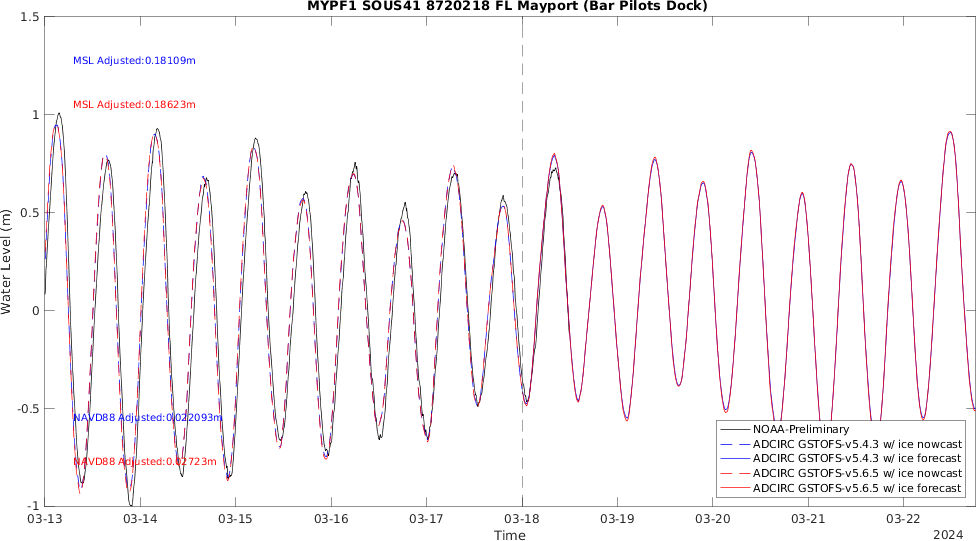 MYPF1 SOUS41 8720218 FL Mayport (Bar Pilots Dock)
1.5
1
0.5
0
-0.5
-1
Water Level (m)
MSL Adjusted:0.18109m
MSL Adjusted:0.18623m
NAVD88 Adjusted:0.022093m
NAVD88 Adjusted:0.02723m
NOAA-Preliminary
ADCIRC GSTOFS-v5.4.3 w/ ice nowcast
ADCIRC GSTOFS-v5.4.3 w/ ice forecast
ADCIRC GSTOFS-v5.6.5 w/ ice nowcast
ADCIRC GSTOFS-v5.6.5 w/ ice forecast
03-13 03-14 03-15 03-16 03-17 03-18 03-19 03-20 03-21 03-22
Time
2024